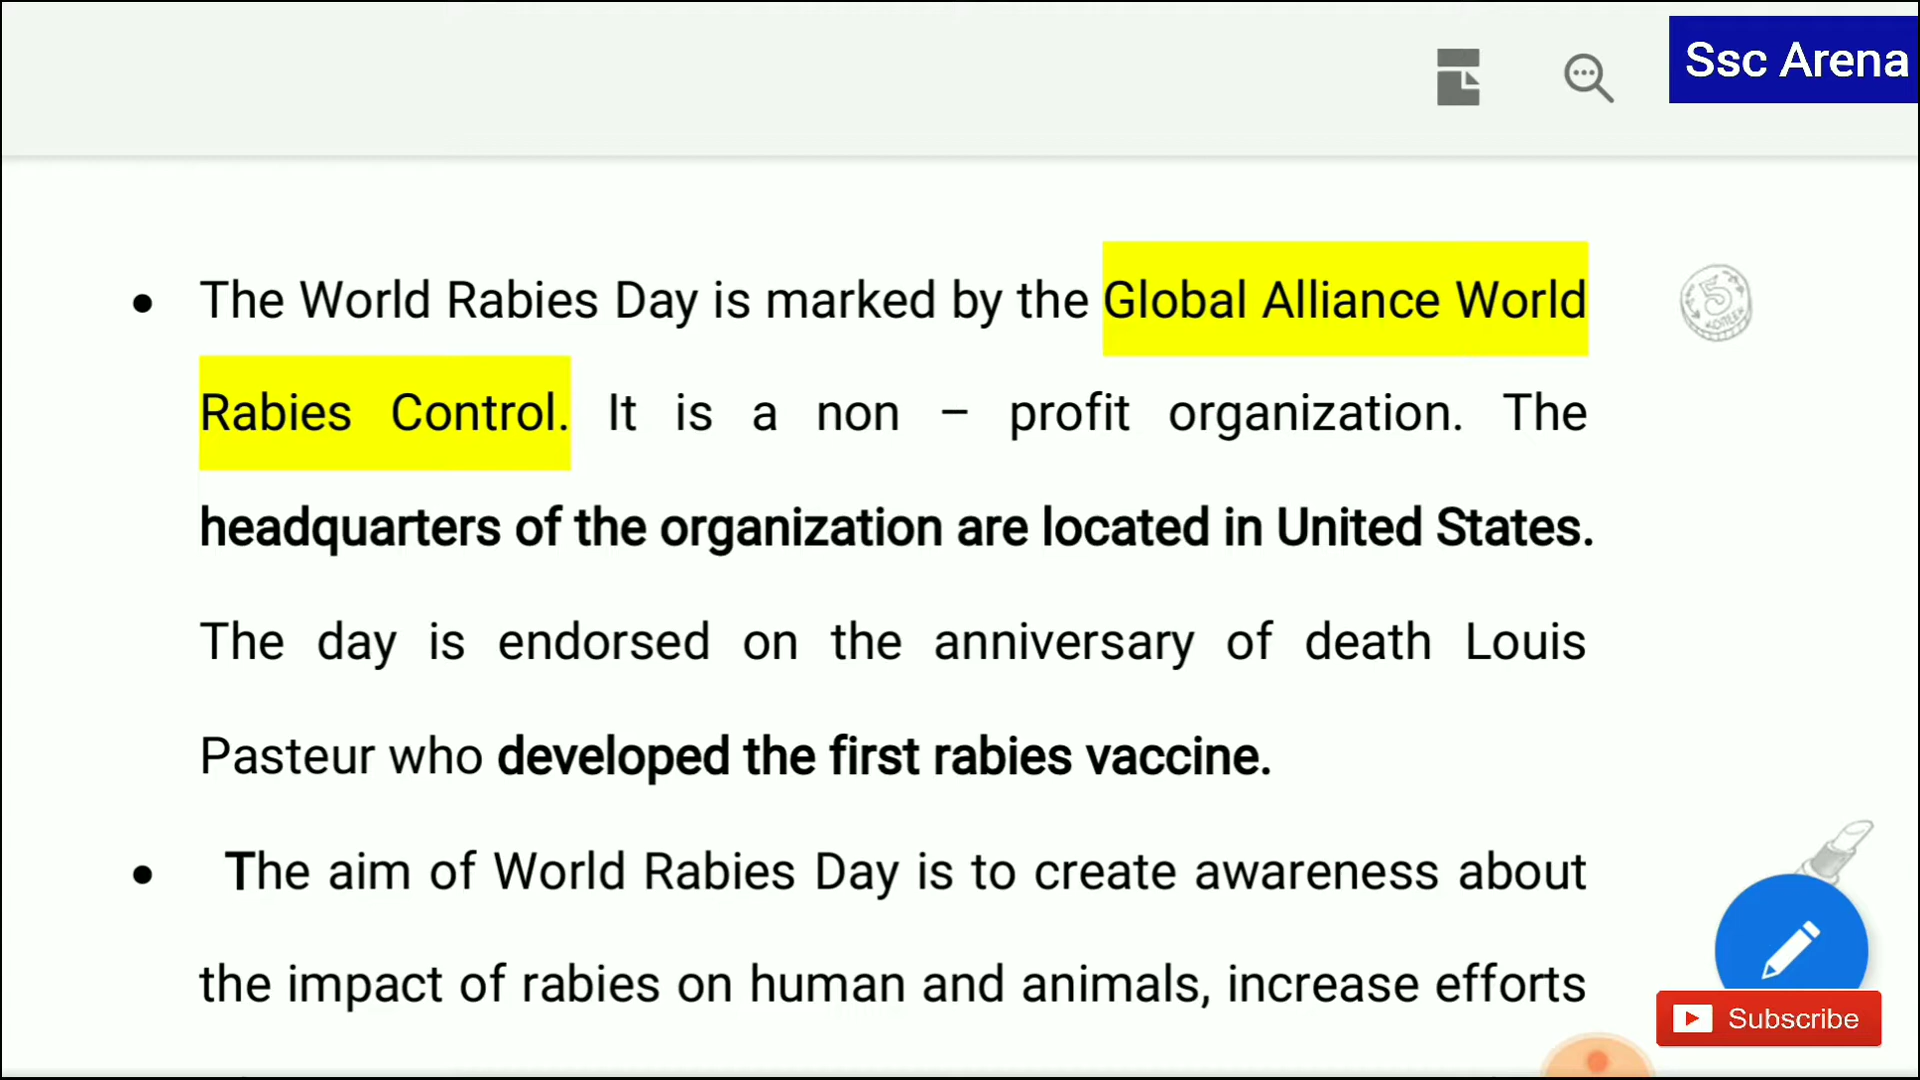 Ssc Arena
• The World Rabies Day is marked by the Global Alliance World
Rabies Control. It is a non – profit organization. The
headquarters of the organization are located in United States.
The day is endorsed on the anniversary of death Louis
Pasteur who developed the first rabies vaccine.
• The aim of World Rabies Day is to create awareness about
the impact of rabies on human and animals, increase efforts
Subscribe